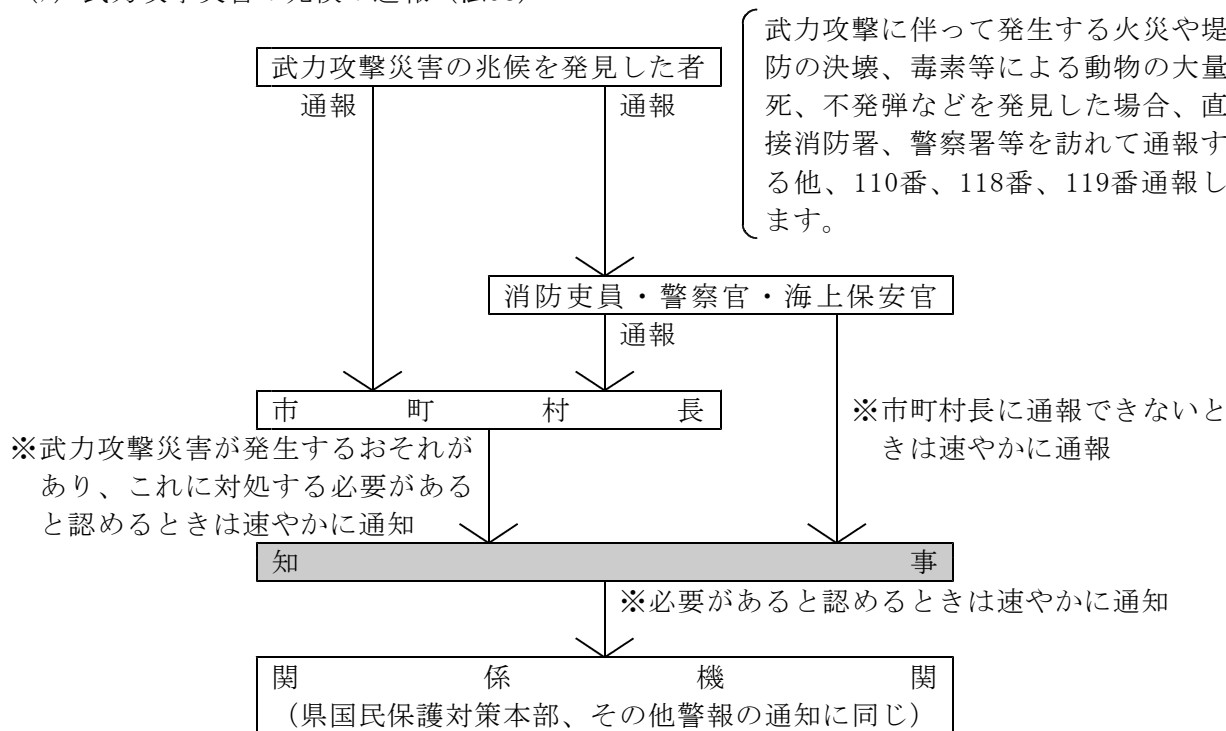 武力攻撃災害の兆候を発見した者
通報
通報
武力攻撃に伴って発生する火災や堤
防の決壊、毒素等による動物の大量
死、不発弾などを発見した場合、直
接消防署、警察署等を訪れて通報す
る他、110番、118番、119番通報し
ます。
消防吏員・警察官・海上保安官
通報
市町村長
※市町村長に通報できないと
きは速やかに通報
※武力攻撃災害が発生するおそれが
あり、これに対処する必要がある
と認めるときは速やかに通知
知事
※必要があると認めるときは速やかに通知
関係機関
（県国民保護対策本部、その他警報の通知に同じ）